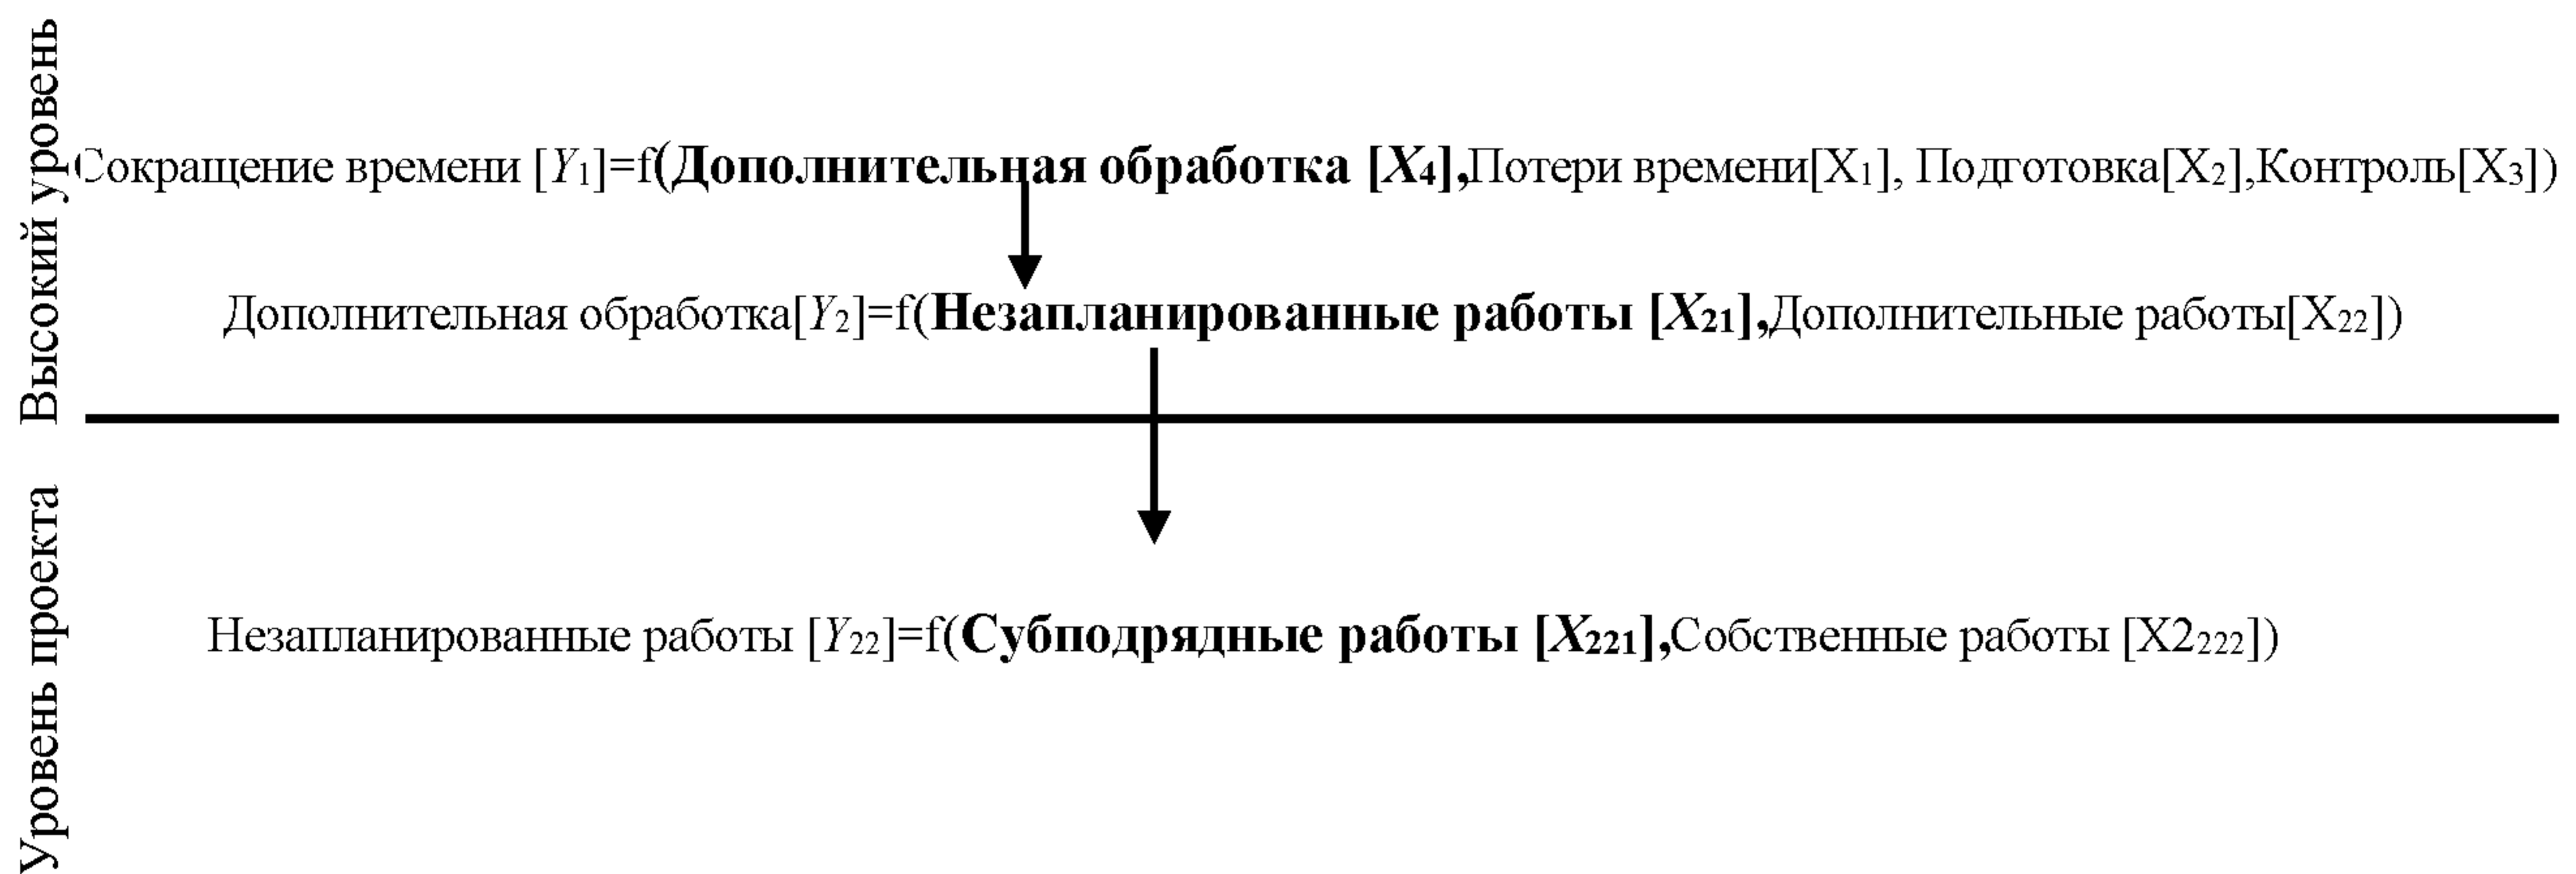 Высокий уровень
Сокращение времени [Y1]=f(Дополнительная обработка [X4],Потери времени[X1], Подготовка[X2],Контроль[X3])
Дополнительная обработка[Y2]=f(Незапланированные работы [X21],Дополнительные работы[X22])
Уровень проекта
Незапланированные работы [Y22]=f(Субподрядные работы [X221],Собственные работы [X2222])